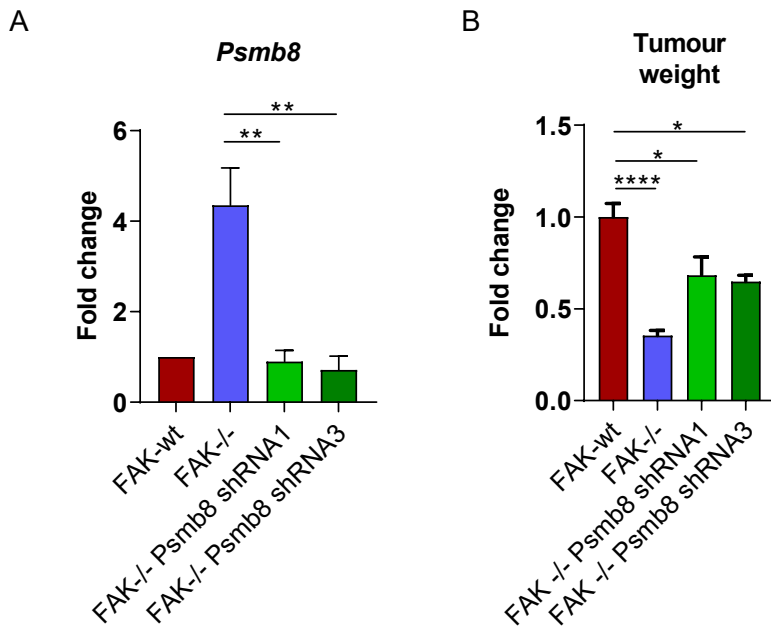 A
Psmb8
**
**
6
4
2
0
Fold change
FAK-wt
FAK-/-
FAK-/- Psmb8 shRNA1
FAK-/- Psmb8 shRNA3
B
Tumour
weight
*
*
****
1.5
1.0
0.5
0.0
Fold change
FAK-wt
FAK-/-
FAK -/- Psmb8 shRNA1
FAK -/- Psmb8 shRNA3